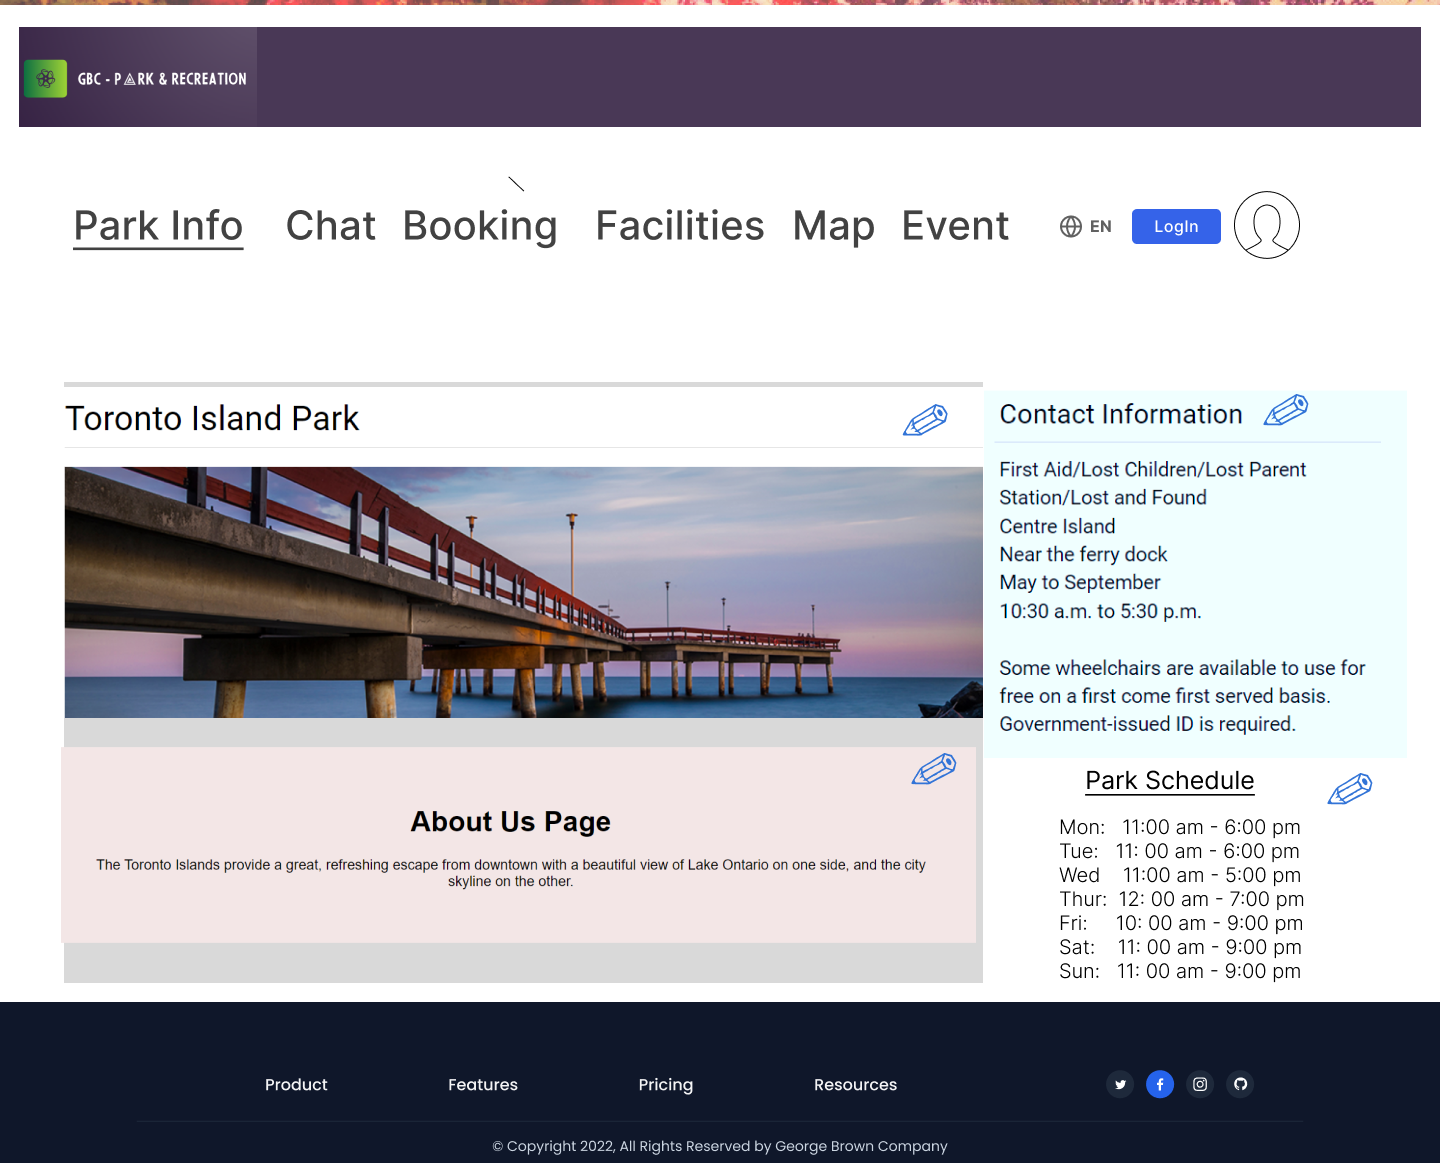 GBC - PARK & RECREATION
Park Info Chat Booking Facilities Map Event EN LogIn
Toronto Island Park
Contact Information
First Aid/Lost Children/Lost Parent
Station/Lost and Found
Centre Island
Near the ferry dock
May to September
10:30 a.m. to 5:30 p.m.
Some wheelchairs are available to use for
free on a first come first served basis.
Government-issued ID is required.
About Us Page
The Toronto Islands provide a great, refreshing escape from downtown with a beautiful view of Lake Ontario on one side, and the city
skyline on the other.
Park Schedule
Mon: 11:00 am - 6:00 pm
Tue: 11: 00 am - 6:00 pm
Wed 11:00 am - 5:00 pm
Thur: 12: 00 am - 7:00 pm
Fri: 10: 00 am - 9:00 pm
Sat: 11: 00 am - 9:00 pm
Sun: 11: 00 am - 9:00 pm
Product Features Pricing Resources
© Copyright 2022, All Rights Reserved by George Brown Company